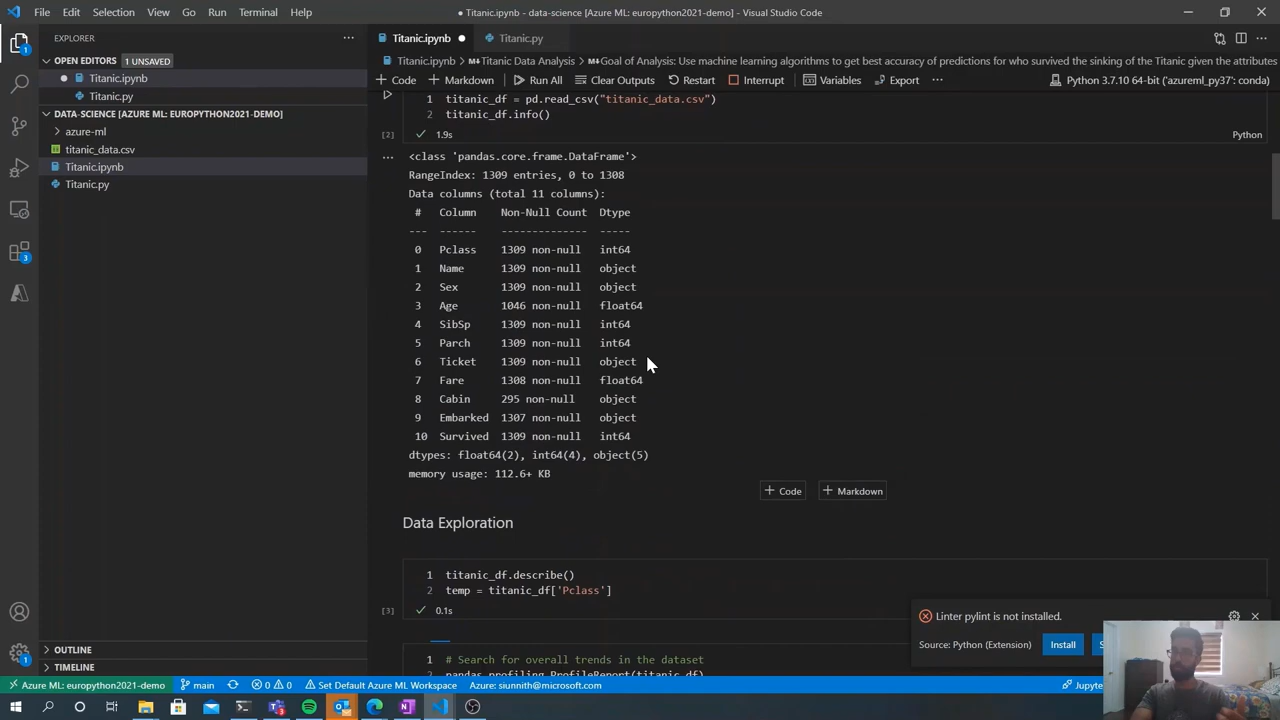 File Edit Selection View Go Run Terminal Help
Titanic.ipynb - data-science [Azure ML: europython2021-demo] - Visual Studio Code
EXPLORER
OPEN EDITORS 1 UNSAVED
Titanic.ipynb
Titanic.py
DATA-SCIENCE [AZURE ML: EUROPYTHON2021-DEMO]
azure-ml
titanic_data.csv
Titanic.ipynb
Titanic.py
OUTLINE
TIMELINE
1
3
1
Titanic.ipynb
Titanic.py
Titanic.ipynb > Titanic Data Analysis > Goal of Analysis: Use machine learning algorithms to get best accuracy of predictions for who survived the sinking of the Titanic given the attributes
Code Markdown Run All Clear Outputs Restart Interrupt Variables Export Python 3.7.10 64-bit ('azureml_py37': conda)
1 titanic_df = pd.read_csv("titanic_data.csv")
2 titanic_df.info()
[2] 1.9s Python
<class 'pandas.core.frame.DataFrame'>
RangeIndex: 1309 entries, 0 to 1308
Data columns (total 11 columns):
# Column Non-Null Count Dtype
--- ------ -------------- -----
0 Pclass 1309 non-null int64
1 Name 1309 non-null object
2 Sex 1309 non-null object
3 Age 1046 non-null float64
4 SibSp 1309 non-null int64
5 Parch 1309 non-null int64
6 Ticket 1309 non-null object
7 Fare 1308 non-null float64
8 Cabin 295 non-null object
9 Embarked 1307 non-null object
10 Survived 1309 non-null int64
dtypes: float64(2), int64(4), object(5)
memory usage: 112.6+ KB
Code Markdown
Data Exploration
1 titanic_df.describe()
2 temp = titanic_df['Pclass']
[3] 0.1s
1 # Search for overall trends in the dataset
pandas_profiling.ProfileReport(titanic_df)
Linter pylint is not installed.
Source: Python (Extension) Install
Azure ML: europython2021-demo main 0 0 Set Default Azure ML Workspace Azure: siunnith@microsoft.com